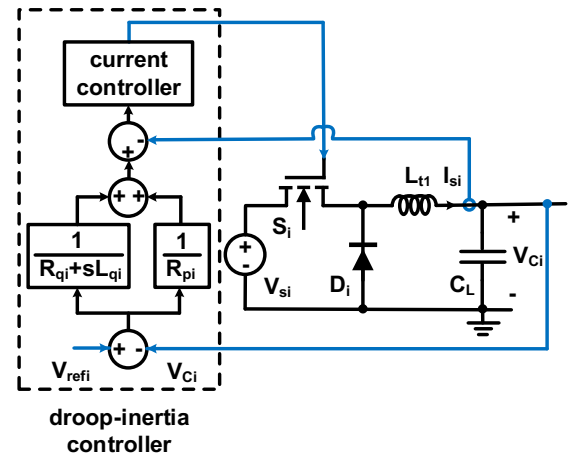 current
controller
-
+
+ +
1
R_qi+sL_qi
1
R_pi
+ -
V_refi
V_Ci
droop-inertia
controller
S_i
+
-
V_si
D_i
L_t1
I_si
C_L
+
V_Ci
-